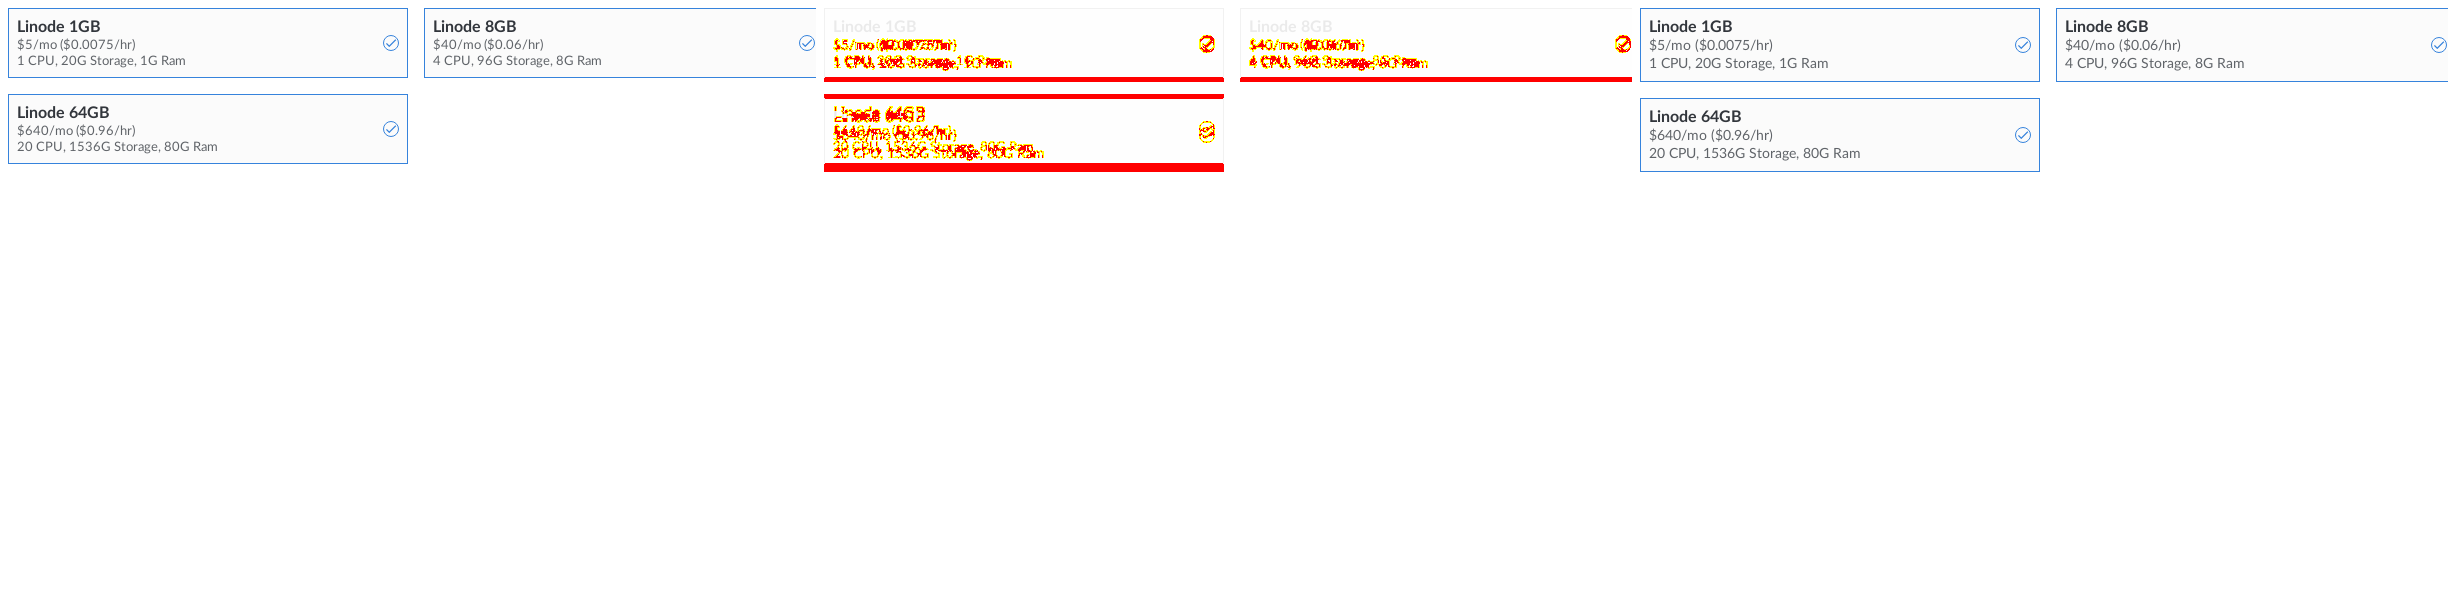 Linode 1GB
$5/mo ($0.0075/hr)
1 CPU, 20G Storage, 1G Ram
Linode 8GB
$40/mo ($0.06/hr)
4 CPU, 96G Storage, 8G Ram
Linode 64GB
$640/mo ($0.96/hr)
20 CPU, 1536G Storage, 80G Ram
Linode 1GB
Linode 8GB
Linode 64GB
Linode 1GB
$5/mo ($0.0075/hr)
1 CPU, 20G Storage, 1G Ram
Linode 8GB
$40/mo ($0.06/hr)
4 CPU, 96G Storage, 8G Ram
Linode 64GB
$640/mo ($0.96/hr)
20 CPU, 1536G Storage, 80G Ram